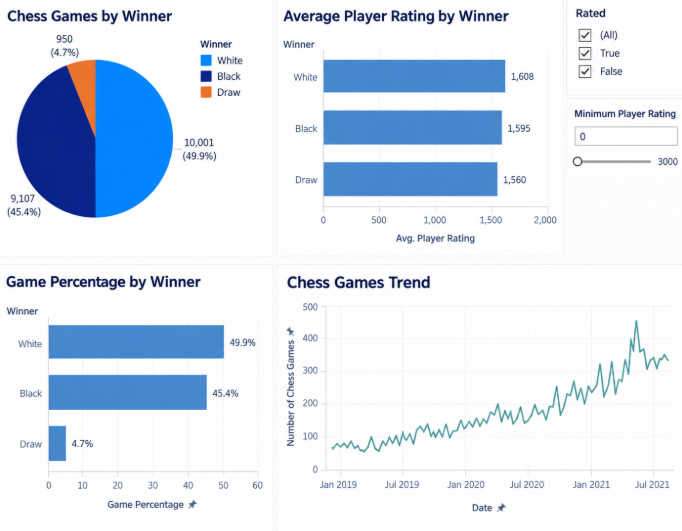 Chess Games by Winner
950
(4.7%)
Winner
White
Black
Draw
10,001
(49.9%)
9,107
(45.4%)
Average Player Rating by Winner
Winner
White
1,608
Black
1,595
Draw
1,560
0 500 1,000 1,500 2,000
Avg. Player Rating
Rated
(All)
True
False
Minimum Player Rating
0
3000
Game Percentage by Winner
Winner
White
49.9%
Black
45.4%
Draw
4.7%
0 10 20 30 40 50 60
Game Percentage
Chess Games Trend
Number of Chess Games
500
400
300
200
100
0
Jan 2019 Jul 2019 Jan 2020 Jul 2020 Jan 2021 Jul 2021
Date